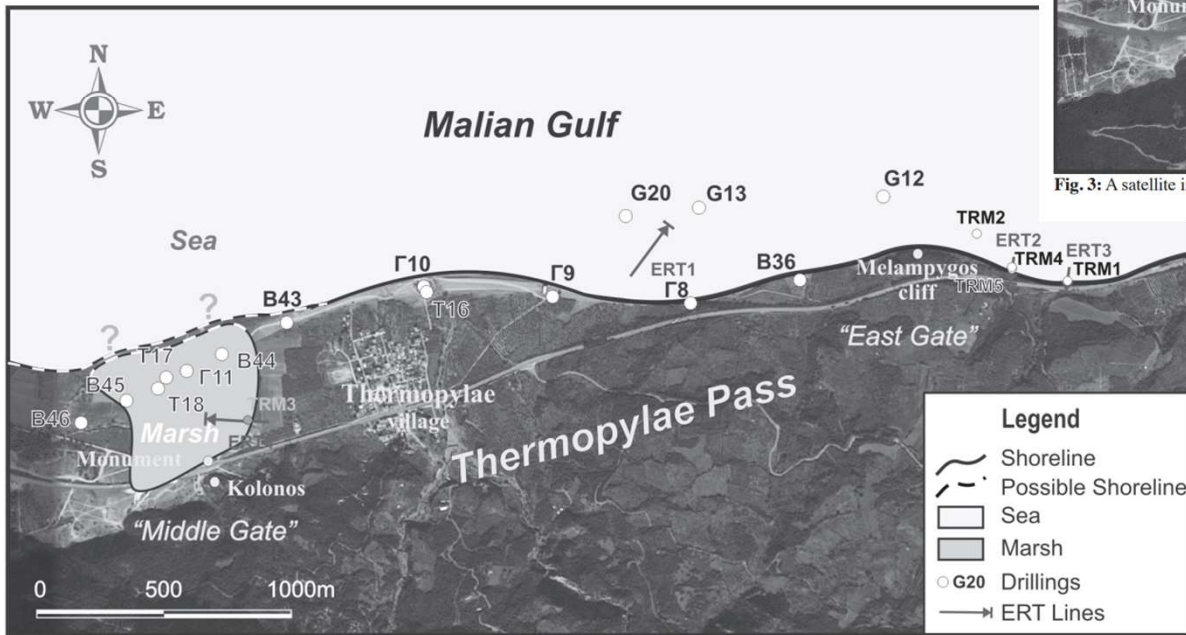 Monu
Fig. 3: A satellite i
N
W E
S
Malian Gulf
Sea
G20
G13
G12
TRM2
ERT2
TRM4
ERT3
TRM1
TRM5
ERT1
Γ8
B36
Melampygos
cliff
"East Gate"
Γ10
T16
Γ9
B43
?
?
T17
B44
B45
Γ11
T18
B46
TRM3
Marsh
Monument
Kolonos
"Middle Gate"
Thermopylae
village
Thermopylae Pass
0 500 1000m
Legend
Shoreline
Possible Shoreline
Sea
Marsh
G20 Drillings
ERT Lines